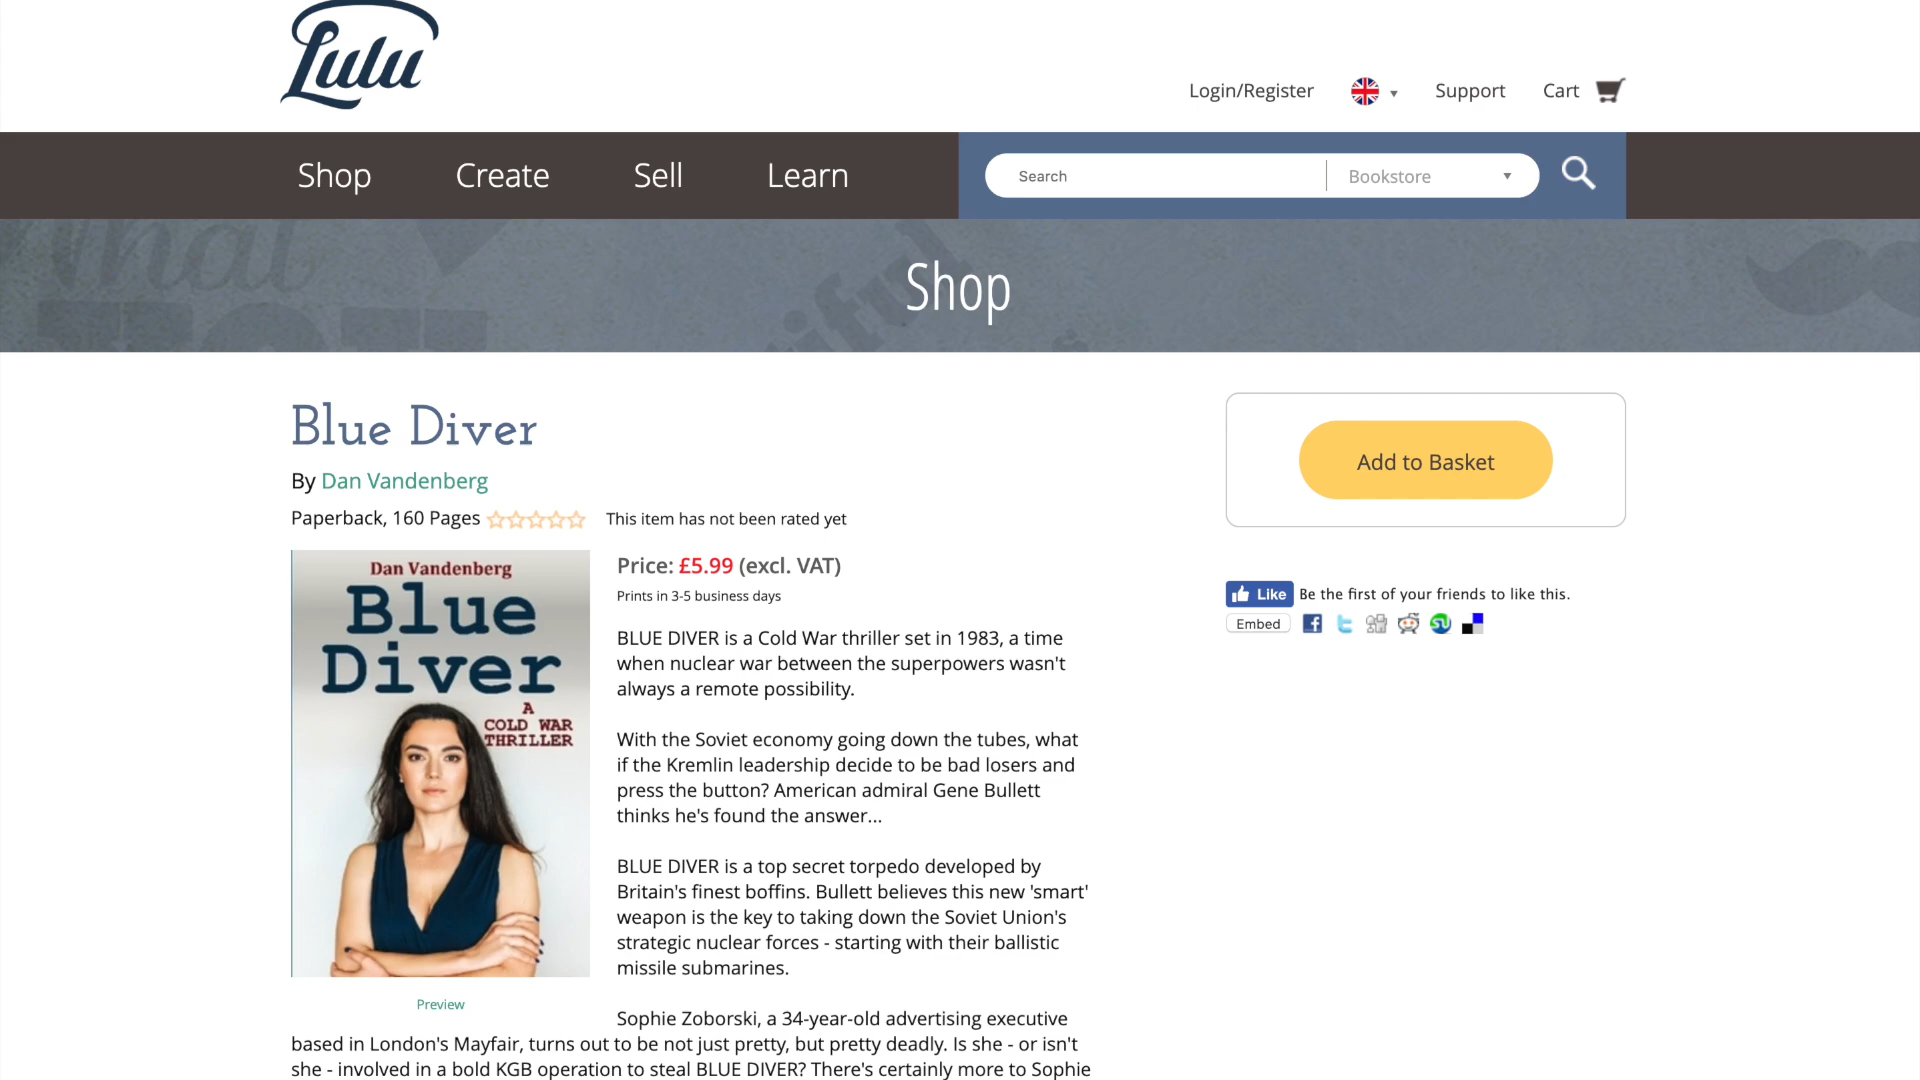 Lulu
Login/Register
Support
Cart
Shop
Create
Sell
Learn
Search
Bookstore
Shop
Blue Diver
By Dan Vandenberg
Paperback, 160 Pages
This item has not been rated yet
Add to Basket
Dan Vandenberg
Blue
Diver
A
COLD WAR
THRILLER
Preview
Price: £5.99 (excl. VAT)
Prints in 3-5 business days
BLUE DIVER is a Cold War thriller set in 1983, a time
when nuclear war between the superpowers wasn't
always a remote possibility.
With the Soviet economy going down the tubes, what
if the Kremlin leadership decide to be bad losers and
press the button? American admiral Gene Bullett
thinks he's found the answer...
BLUE DIVER is a top secret torpedo developed by
Britain's finest boffins. Bullett believes this new 'smart'
weapon is the key to taking down the Soviet Union's
strategic nuclear forces - starting with their ballistic
missile submarines.
Sophie Zoborski, a 34-year-old advertising executive
based in London's Mayfair, turns out to be not just pretty, but pretty deadly. Is she - or isn't
she - involved in a bold KGB operation to steal BLUE DIVER? There's certainly more to Sophie
Like
Be the first of your friends to like this.
Embed